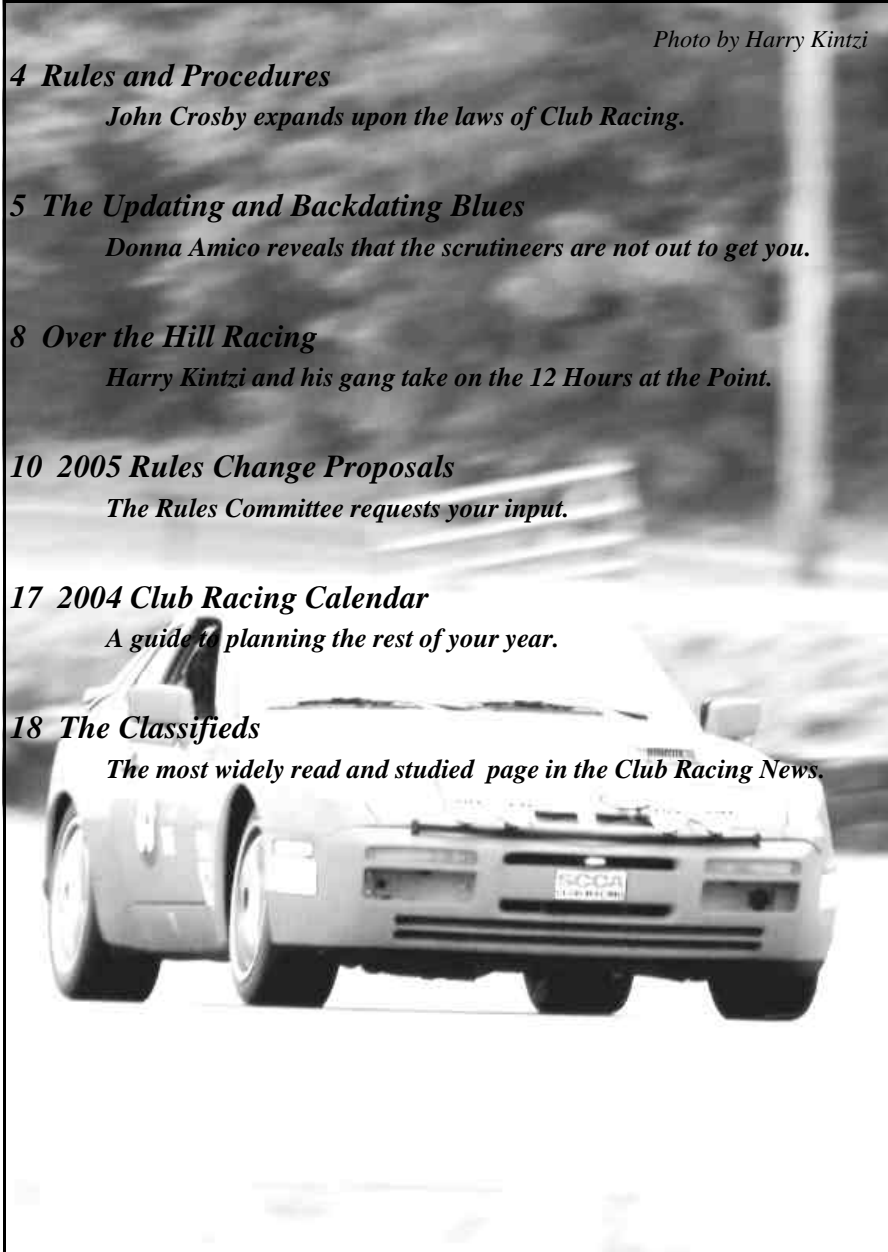 Photo by Harry Kintzi
4 Rules and Procedures
John Crosby expands upon the laws of Club Racing.
5 The Updating and Backdating Blues
Donna Amico reveals that the scrutineers are not out to get you.
8 Over the Hill Racing
Harry Kintzi and his gang take on the 12 Hours at the Point.
10 2005 Rules Change Proposals
The Rules Committee requests your input.
17 2004 Club Racing Calendar
A guide to planning the rest of your year.
18 The Classifieds
The most widely read and studied page in the Club Racing News.
SCCA